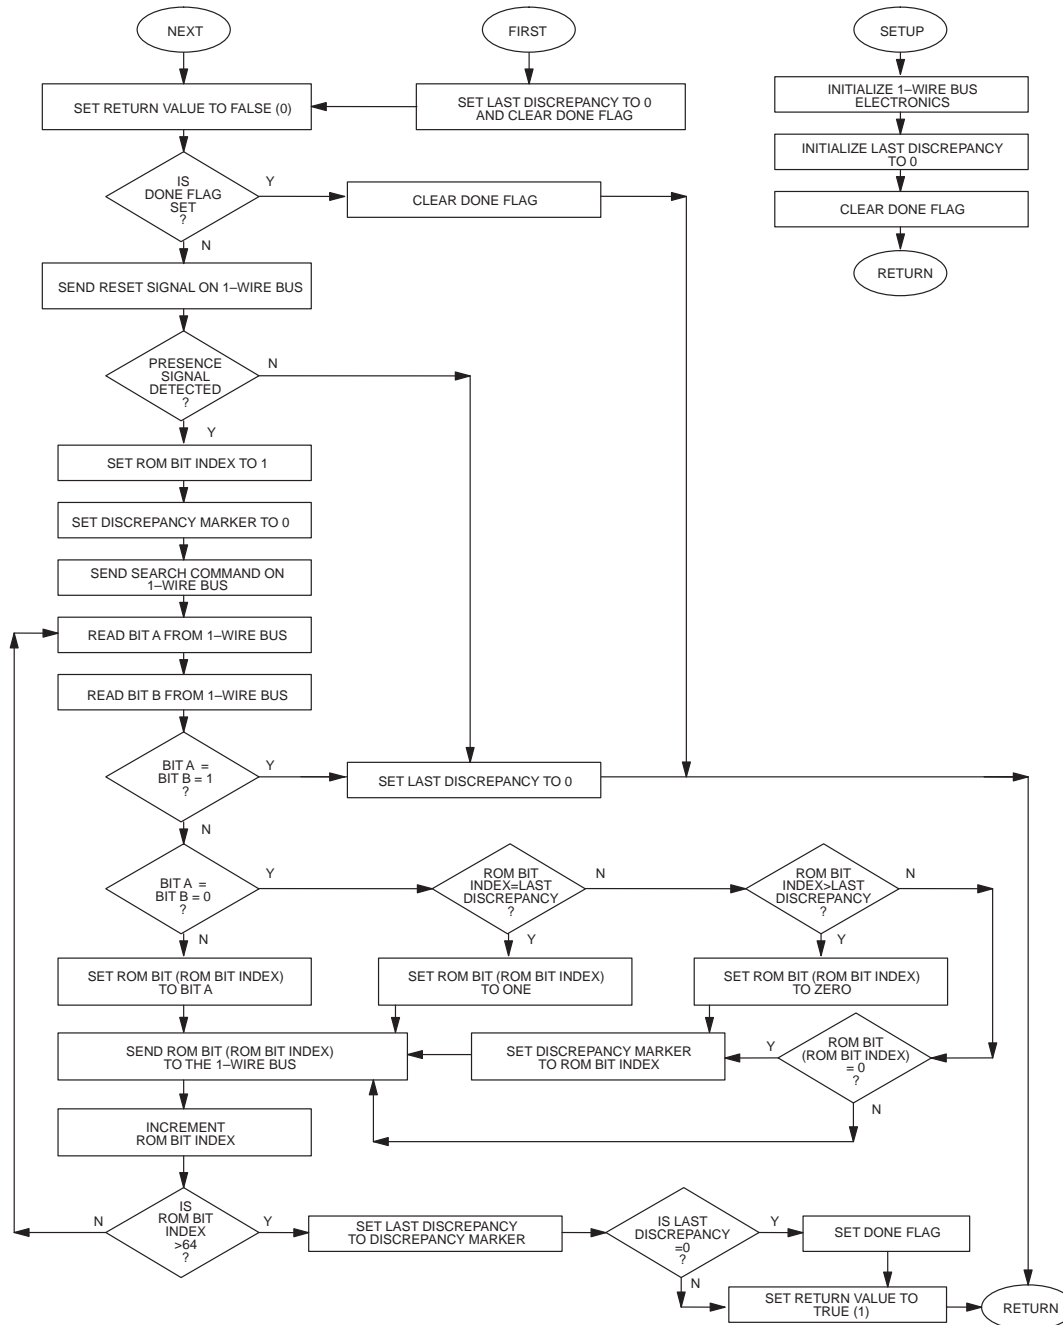 NEXT
FIRST
SETUP
SET RETURN VALUE TO FALSE (0)
SET LAST DISCREPANCY TO 0
AND CLEAR DONE FLAG
INITIALIZE 1–WIRE BUS
ELECTRONICS
INITIALIZE LAST DISCREPANCY
TO 0
IS
DONE FLAG
SET
?
Y
N
CLEAR DONE FLAG
CLEAR DONE FLAG
RETURN
SEND RESET SIGNAL ON 1–WIRE BUS
PRESENCE
SIGNAL
DETECTED
?
N
Y
SET ROM BIT INDEX TO 1
SET DISCREPANCY MARKER TO 0
SEND SEARCH COMMAND ON
1–WIRE BUS
READ BIT A FROM 1–WIRE BUS
READ BIT B FROM 1–WIRE BUS
BIT A =
BIT B = 1
?
Y
N
SET LAST DISCREPANCY TO 0
BIT A =
BIT B = 0
?
Y
N
ROM BIT
INDEX=LAST
DISCREPANCY
?
N
Y
ROM BIT
INDEX>LAST
DISCREPANCY
?
N
Y
SET ROM BIT (ROM BIT INDEX)
TO BIT A
SET ROM BIT (ROM BIT INDEX)
TO ONE
SET ROM BIT (ROM BIT INDEX)
TO ZERO
SEND ROM BIT (ROM BIT INDEX)
TO THE 1–WIRE BUS
SET DISCREPANCY MARKER
TO ROM BIT INDEX
Y
ROM BIT
(ROM BIT INDEX)
= 0
?
N
INCREMENT
ROM BIT INDEX
N
IS
ROM BIT
INDEX
>64
?
Y
SET LAST DISCREPANCY
TO DISCREPANCY MARKER
IS LAST
DISCREPANCY
=0
?
Y
N
SET DONE FLAG
SET RETURN VALUE TO
TRUE (1)
RETURN